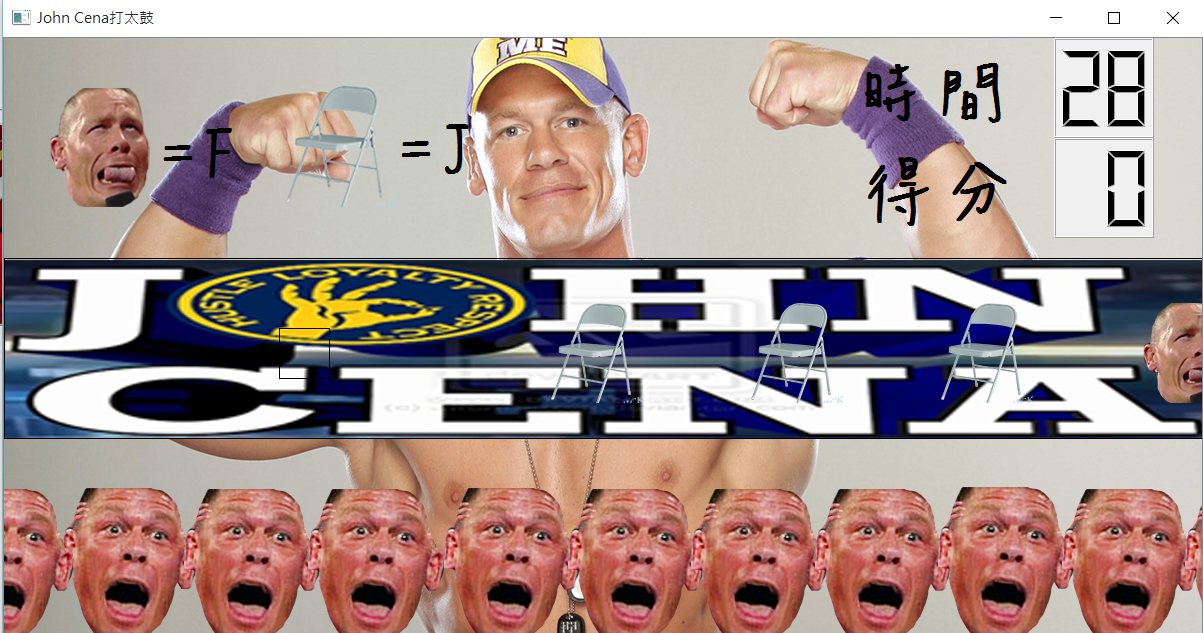 John Cena打太鼓
ME
=F
=J
時間
28
得分
0
JOHN
HUSTLE LOYALTY RESPECT
CENA